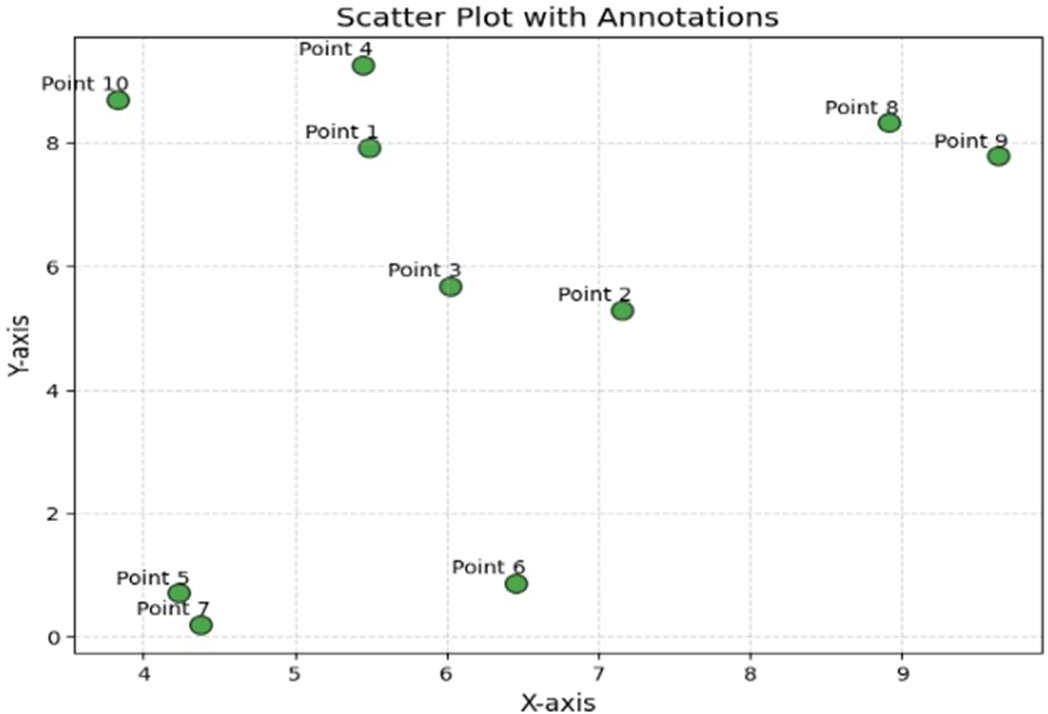 Scatter Plot with Annotations
Point 4
Point 10
Point 8
Point 1
Point 9
8
6
Point 3
Point 2
Y-axis
4
2
Point 6
Point 5
Point 7
0
4 5 6 7 8 9
X-axis